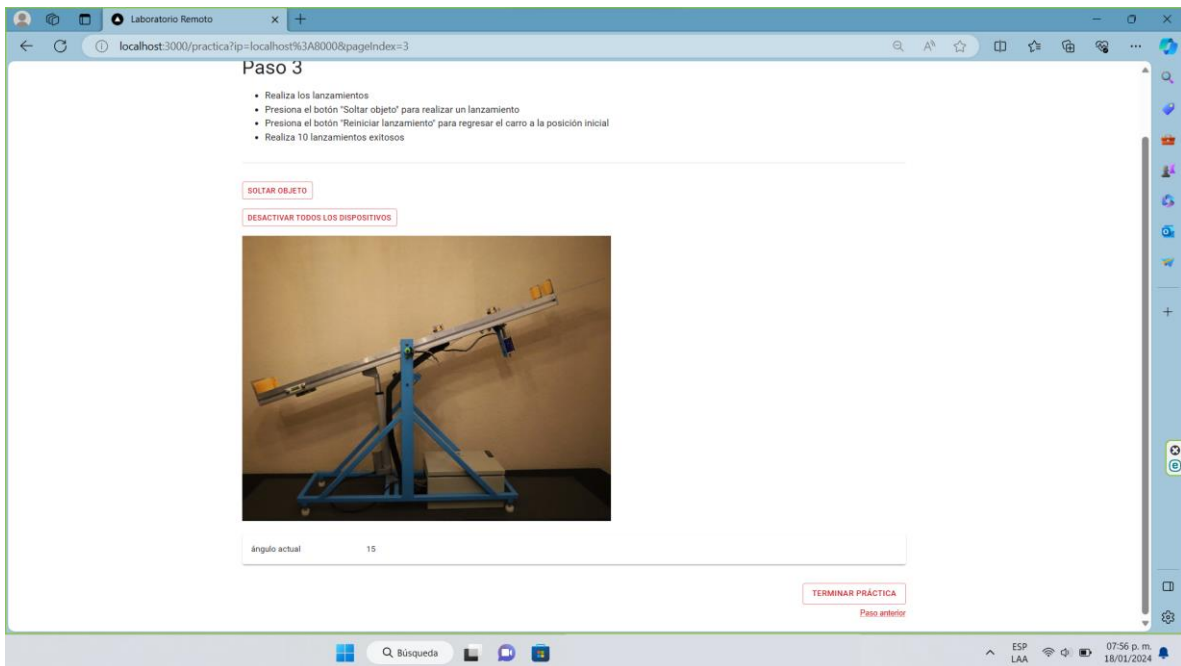 Laboratorio Remoto
localhost:3000/practica?ip=localhost%3A8000&pageIndex=3
Paso 3
Realiza los lanzamientos
Presiona el botón "Soltar objeto" para realizar un lanzamiento
Presiona el botón "Reiniciar lanzamiento" para regresar el carro a la posición inicial
Realiza 10 lanzamientos exitosos
SOLTAR OBJETO
DESACTIVAR TODOS LOS DISPOSITIVOS
ángulo actual 15
TERMINAR PRÁCTICA
Paso anterior
Búsqueda
ESP
LAA
07:56 p. m.
18/01/2024